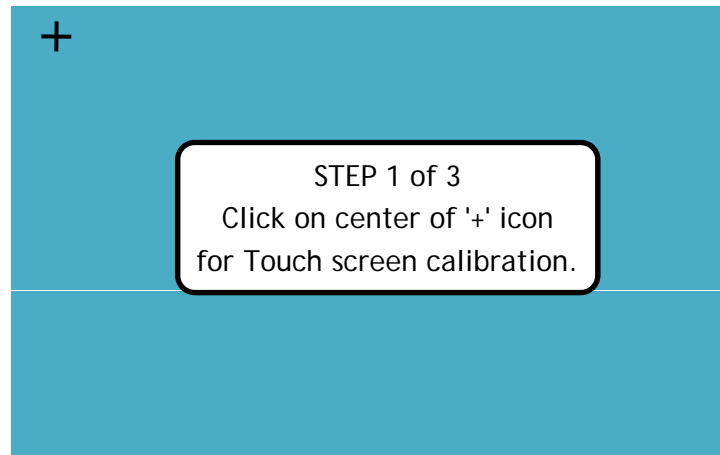 +
STEP 1 of 3
Click on center of '+' icon
for Touch screen calibration.